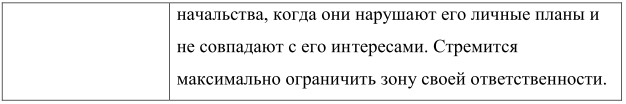 начальства, когда они нарушают его личные планы и
не совпадают с его интересами. Стремится
максимально ограничить зону своей ответственности.